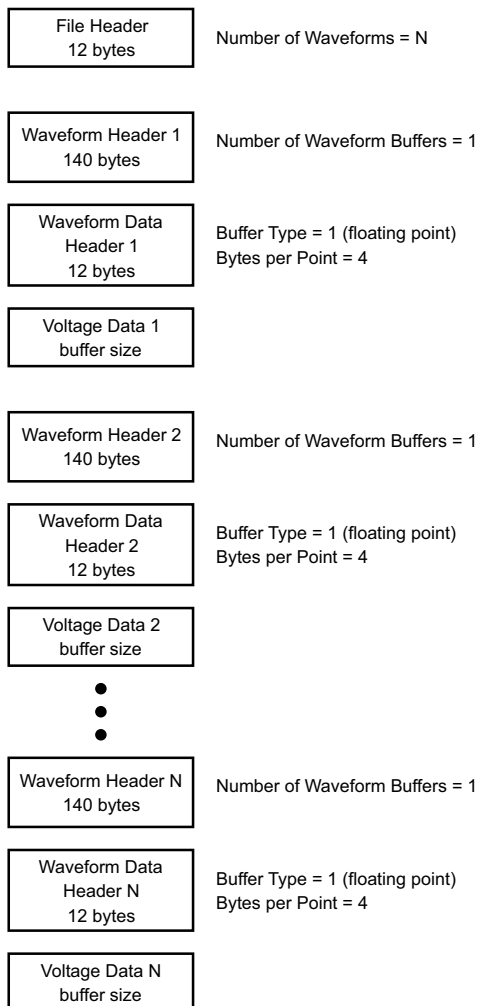 File Header
12 bytes
Number of Waveforms = N
Waveform Header 1
140 bytes
Number of Waveform Buffers = 1
Waveform Data
Header 1
12 bytes
Buffer Type = 1 (floating point)
Bytes per Point = 4
Voltage Data 1
buffer size
Waveform Header 2
140 bytes
Number of Waveform Buffers = 1
Waveform Data
Header 2
12 bytes
Buffer Type = 1 (floating point)
Bytes per Point = 4
Voltage Data 2
buffer size
Waveform Header N
140 bytes
Number of Waveform Buffers = 1
Waveform Data
Header N
12 bytes
Buffer Type = 1 (floating point)
Bytes per Point = 4
Voltage Data N
buffer size